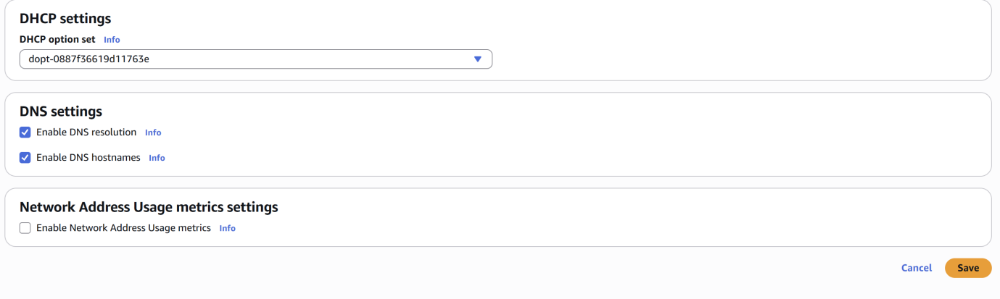 DHCP settings
DHCP option set Info
dopt-0887f36619d11763e
DNS settings
Enable DNS resolution Info
Enable DNS hostnames Info
Network Address Usage metrics settings
Enable Network Address Usage metrics Info
Cancel Save